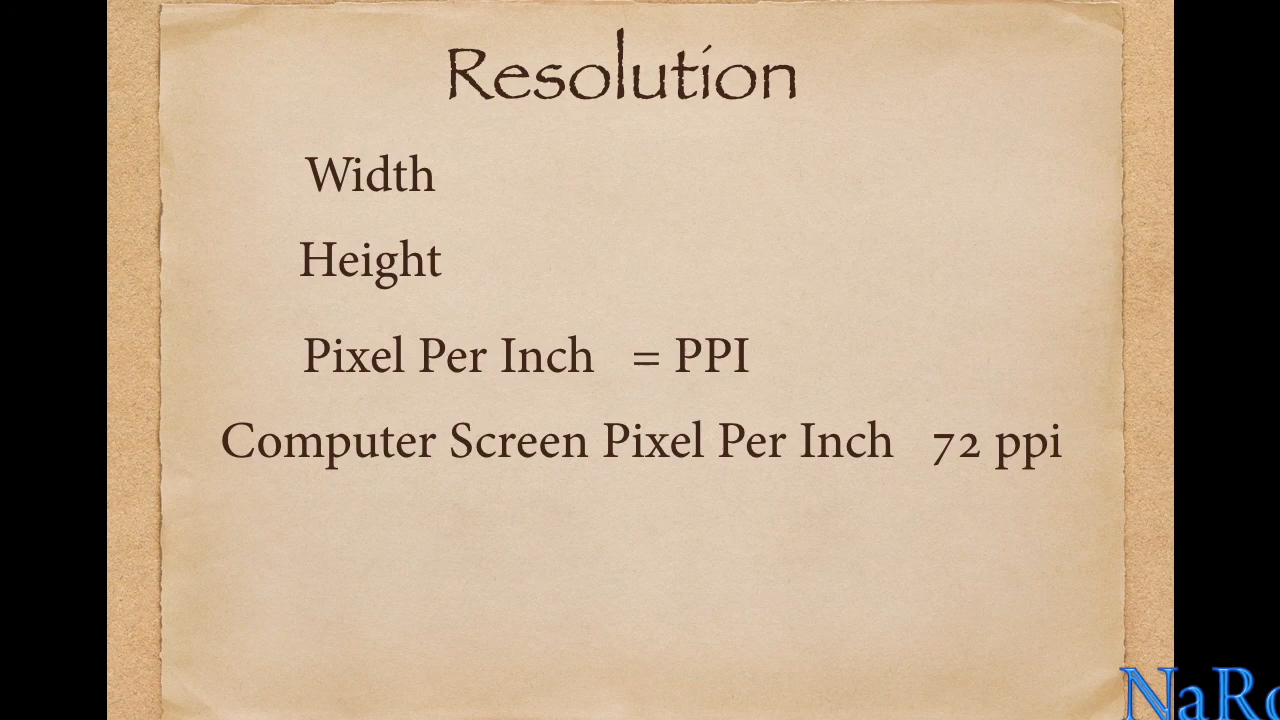 Resolution
Width
Height
Pixel Per Inch = PPI
Computer Screen Pixel Per Inch 72 ppi